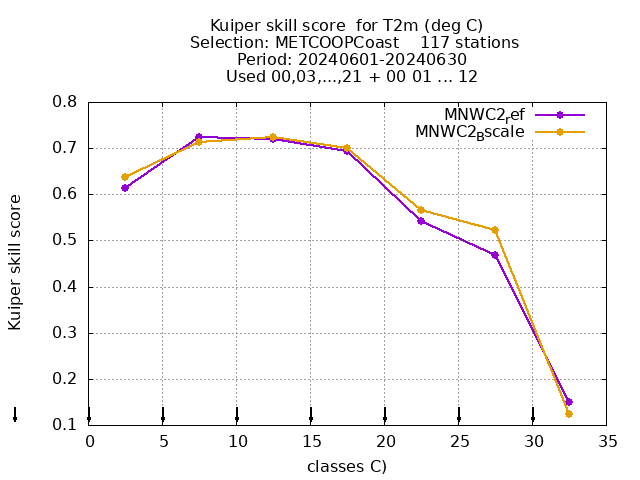 Kuiper skill score  for T2m (deg C)
Selection: METCOOPCoast    117 stations
Period: 20240601-20240630
Used 00,03,...,21 + 00 01 ... 12
MNWC2ref
MNWC2Bscale
0.8
0.7
0.6
0.5
0.4
0.3
0.2
0.1
Kuiper skill score
0 5 10 15 20 25 30 35
classes C)